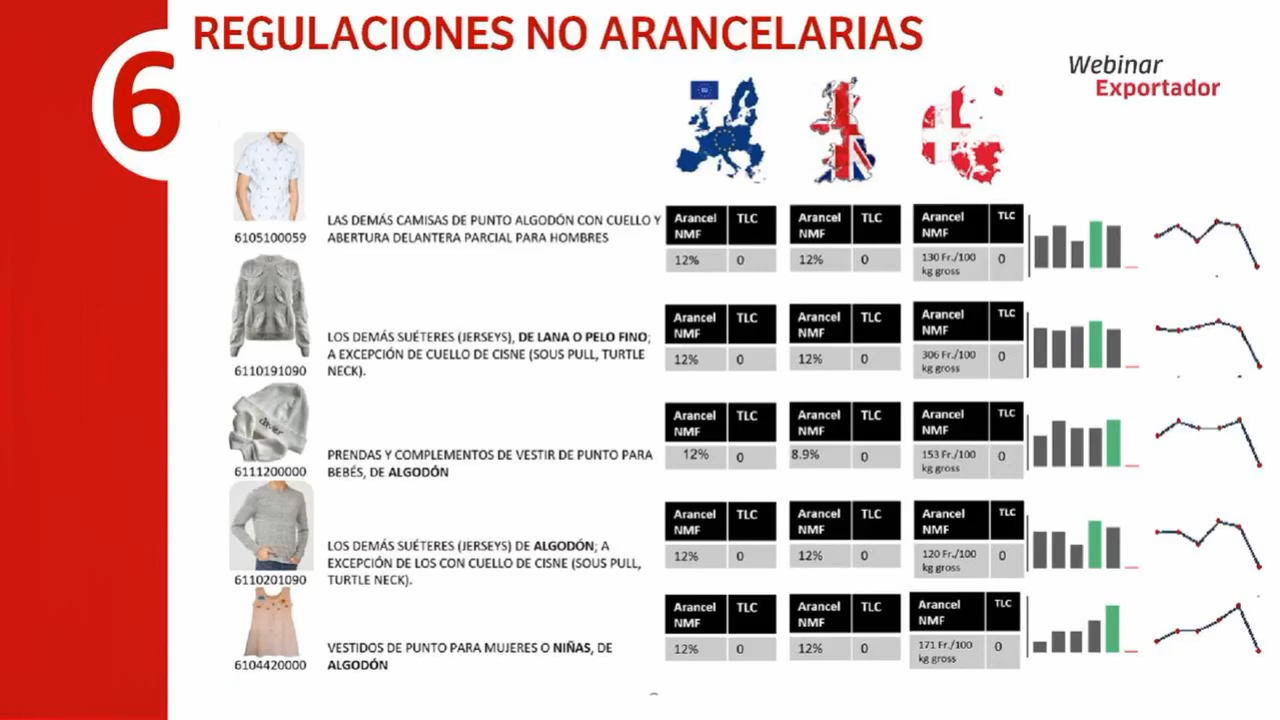 6
REGULACIONES NO ARANCELARIAS
Webinar
Exportador
6105100059
LAS DEMÁS CAMISAS DE PUNTO ALGODÓN CON CUELLO Y
ABERTURA DELANTERA PARCIAL PARA HOMBRES
Arancel NMF TLC
12% 0
Arancel NMF TLC
12% 0
Arancel NMF TLC
130 Fr./100 kg gross 0
6110191090
LOS DEMÁS SUÉTERES (JERSEYS), DE LANA O PELO FINO;
A EXCEPCIÓN DE CUELLO DE CISNE (SOUS PULL, TURTLE
NECK).
Arancel NMF TLC
12% 0
Arancel NMF TLC
12% 0
Arancel NMF TLC
306 Fr./100 kg gross 0
6111200000
PRENDAS Y COMPLEMENTOS DE VESTIR DE PUNTO PARA
BEBÉS, DE ALGODÓN
Arancel NMF TLC
12% 0
Arancel NMF TLC
8.9% 0
Arancel NMF TLC
153 Fr./100 kg gross 0
6110201090
LOS DEMÁS SUÉTERES (JERSEYS) DE ALGODÓN; A
EXCEPCIÓN DE LOS CON CUELLO DE CISNE (SOUS PULL,
TURTLE NECK).
Arancel NMF TLC
12% 0
Arancel NMF TLC
12% 0
Arancel NMF TLC
120 Fr./100 kg gross 0
6104420000
VESTIDOS DE PUNTO PARA MUJERES O NIÑAS, DE
ALGODÓN
Arancel NMF TLC
12% 0
Arancel NMF TLC
12% 0
Arancel NMF TLC
171 Fr./100 kg gross 0